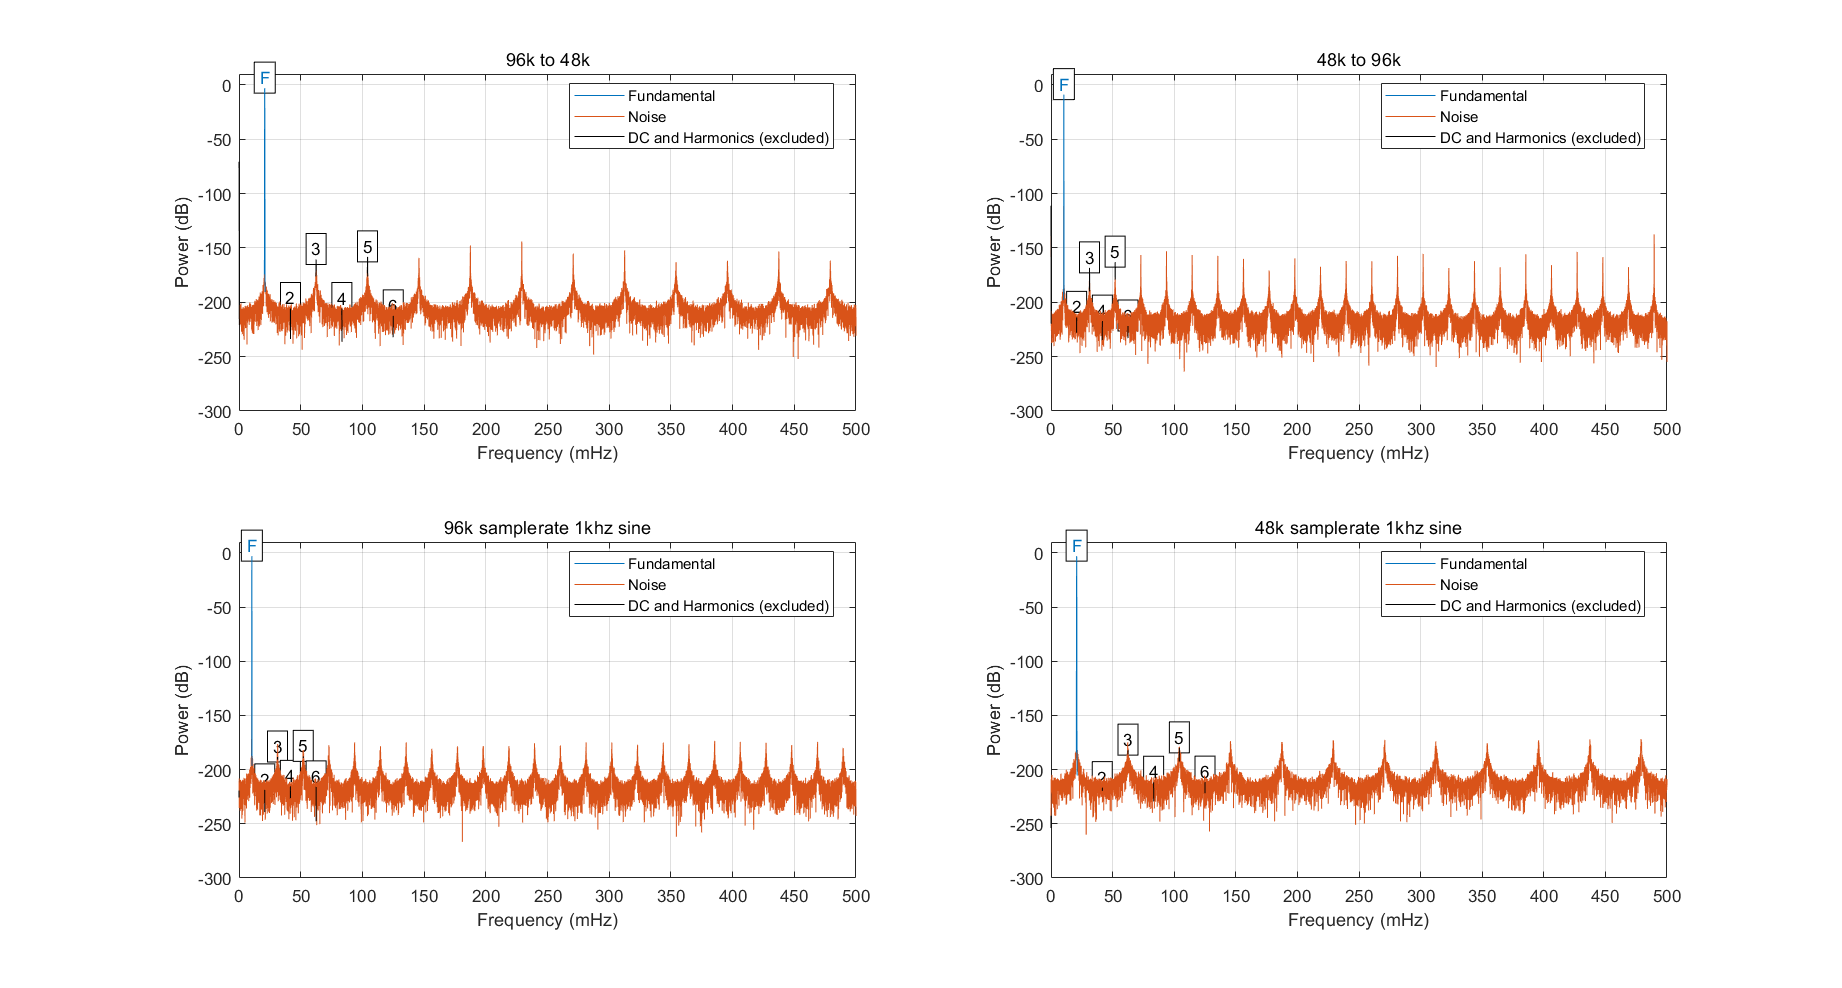 96k to 48k
F
Fundamental
Noise
DC and Harmonics (excluded)
3
5
2
4
6
0
-50
-100
-150
-200
-250
-300
Power (dB)
0 50 100 150 200 250 300 350 400 450 500
Frequency (mHz)
48k to 96k
F
Fundamental
Noise
DC and Harmonics (excluded)
3
5
2
4
6
0
-50
-100
-150
-200
-250
-300
Power (dB)
0 50 100 150 200 250 300 350 400 450 500
Frequency (mHz)
96k samplerate 1khz sine
F
Fundamental
Noise
DC and Harmonics (excluded)
3
5
2
4
6
0
-50
-100
-150
-200
-250
-300
Power (dB)
0 50 100 150 200 250 300 350 400 450 500
Frequency (mHz)
48k samplerate 1khz sine
F
Fundamental
Noise
DC and Harmonics (excluded)
3
5
2
4
6
0
-50
-100
-150
-200
-250
-300
Power (dB)
0 50 100 150 200 250 300 350 400 450 500
Frequency (mHz)